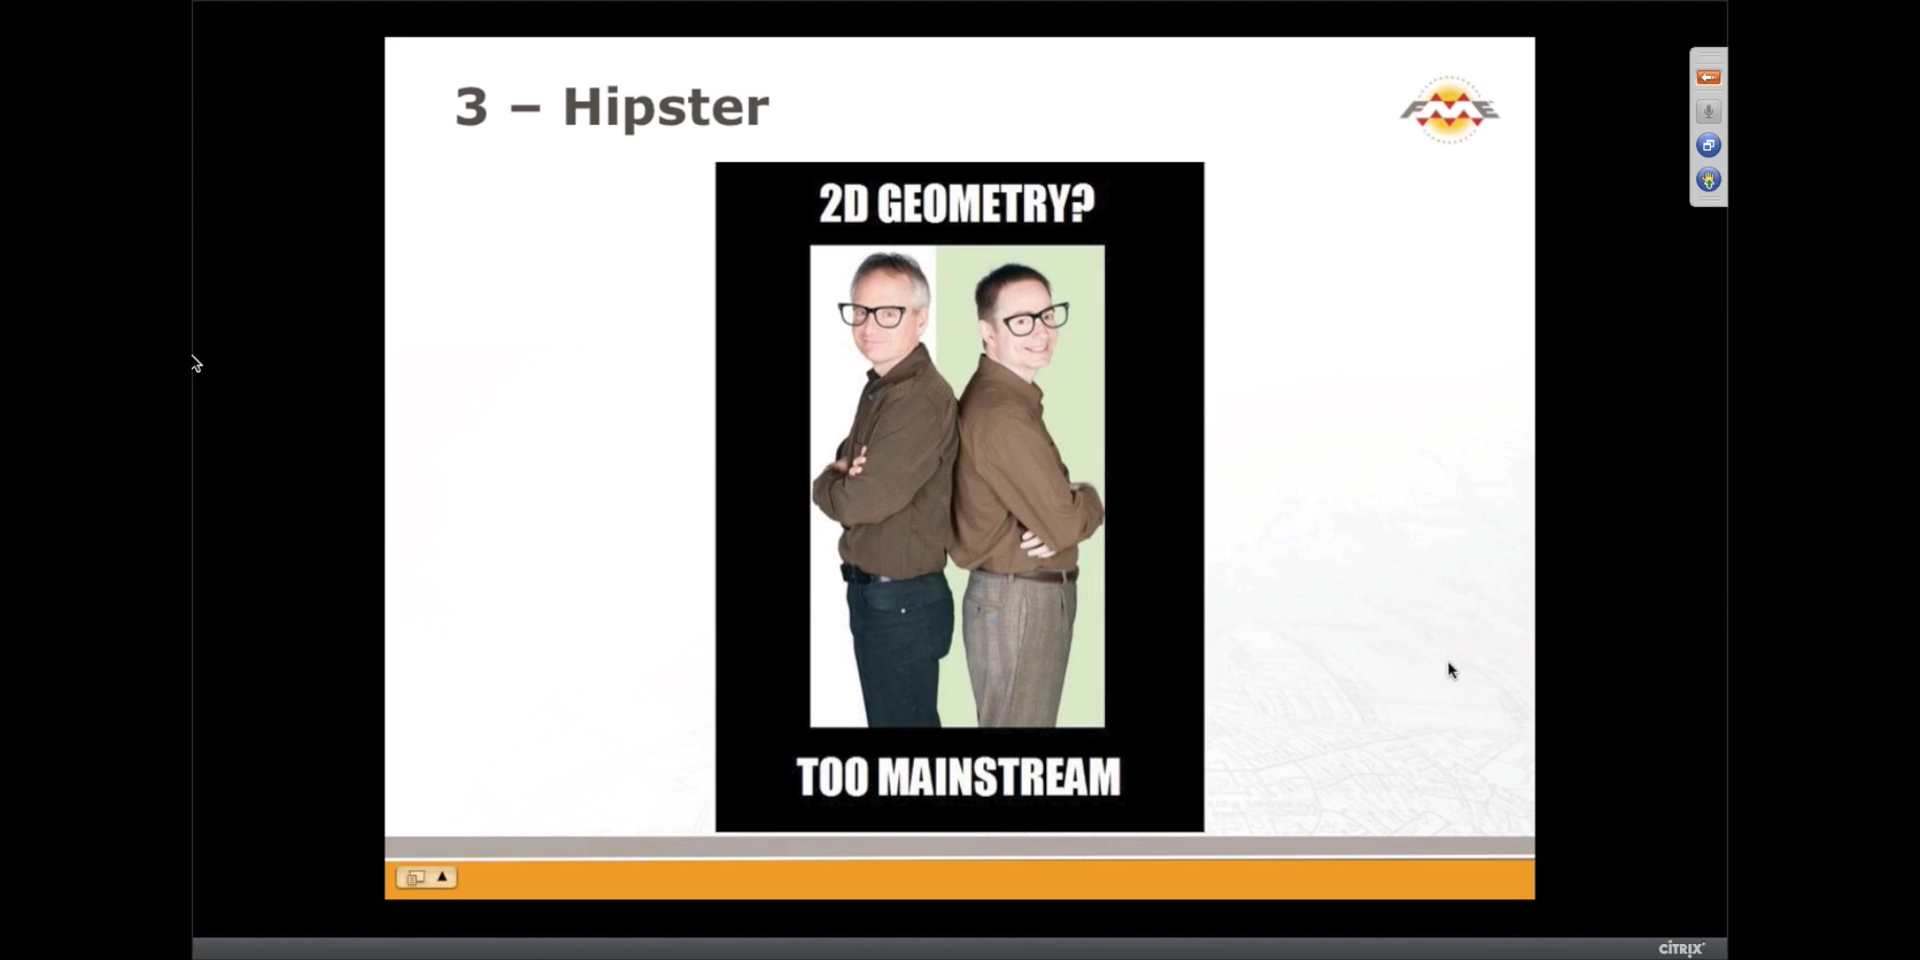 3 – Hipster
FME
2D GEOMETRY?
TOO MAINSTREAM
CITRIX